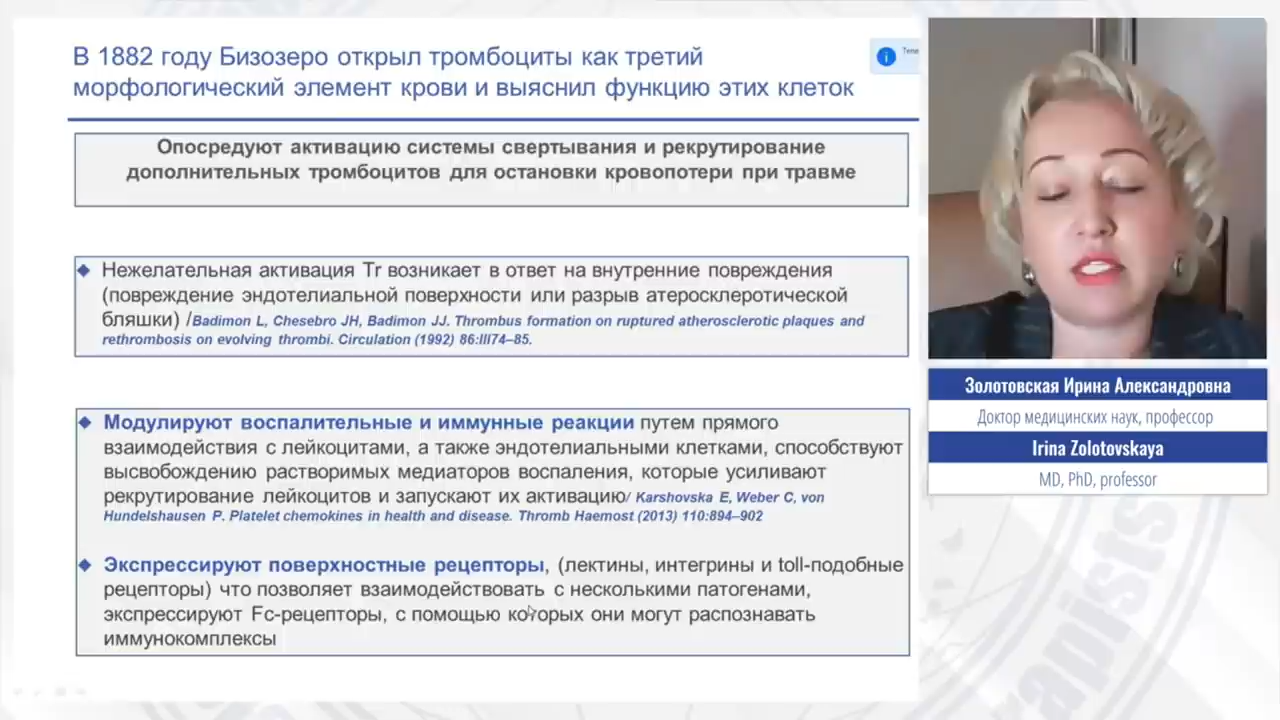 В 1882 году Бизозеро открыл тромбоциты как третий
морфологический элемент крови и выяснил функцию этих клеток
Опосредуют активацию системы свертывания и рекрутирование
дополнительных тромбоцитов для остановки кровопотери при травме
Нежелательная активация Tr возникает в ответ на внутренние повреждения
(повреждение эндотелиальной поверхности или разрыв атеросклеротической
бляшки) /Badimon L, Chesebro JH, Badimon JJ. Thrombus formation on ruptured atherosclerotic plaques and
rethrombosis on evolving thrombi. Circulation (1992) 86:III74–85.
Модулируют воспалительные и иммунные реакции путем прямого
взаимодействия с лейкоцитами, а также эндотелиальными клетками, способствуют
высвобождению растворимых медиаторов воспаления, которые усиливают
рекрутирование лейкоцитов и запускают их активацию/ Karshovska E, Weber C, von
Hundelshausen P. Platelet chemokines in health and disease. Thromb Haemost (2013) 110:894–902
Экспрессируют поверхностные рецепторы, (лектины, интегрины и toll-подобные
рецепторы) что позволяет взаимодействовать с несколькими патогенами,
экспрессируют Fc-рецепторы, с помощью которых они могут распознавать
иммунокомплексы
Золотовская Ирина Александровна
Доктор медицинских наук, профессор
Irina Zolotovskaya
MD, PhD, professor